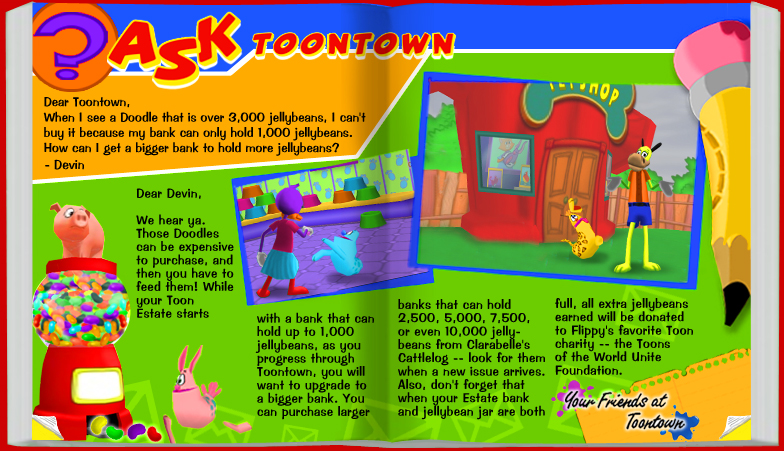 ?
ASK TOONTOWN
Dear Toontown,
When I see a Doodle that is over 3,000 jellybeans, I can't
buy it because my bank can only hold 1,000 jellybeans.
How can I get a bigger bank to hold more jellybeans?
- Devin
Dear Devin,
We hear ya.
Those Doodles
can be expensive
to purchase, and
then you have to
feed them! While
your Toon
Estate starts
with a bank that can
hold up to 1,000
jellybeans, as you
progress through
Toontown, you will
want to upgrade to
a bigger bank. You
can purchase larger
PET SHOP
banks that can hold
2,500, 5,000, 7,500,
or even 10,000 jelly-
beans from Clarabelle's
Cattlelog -- look for them
when a new issue arrives.
Also, don't forget that
when your Estate bank
and jellybean jar are both
full, all extra jellybeans
earned will be donated
to Flippy's favorite Toon
charity -- the Toons
of the World Unite
Foundation.
Your Friends at
Toontown